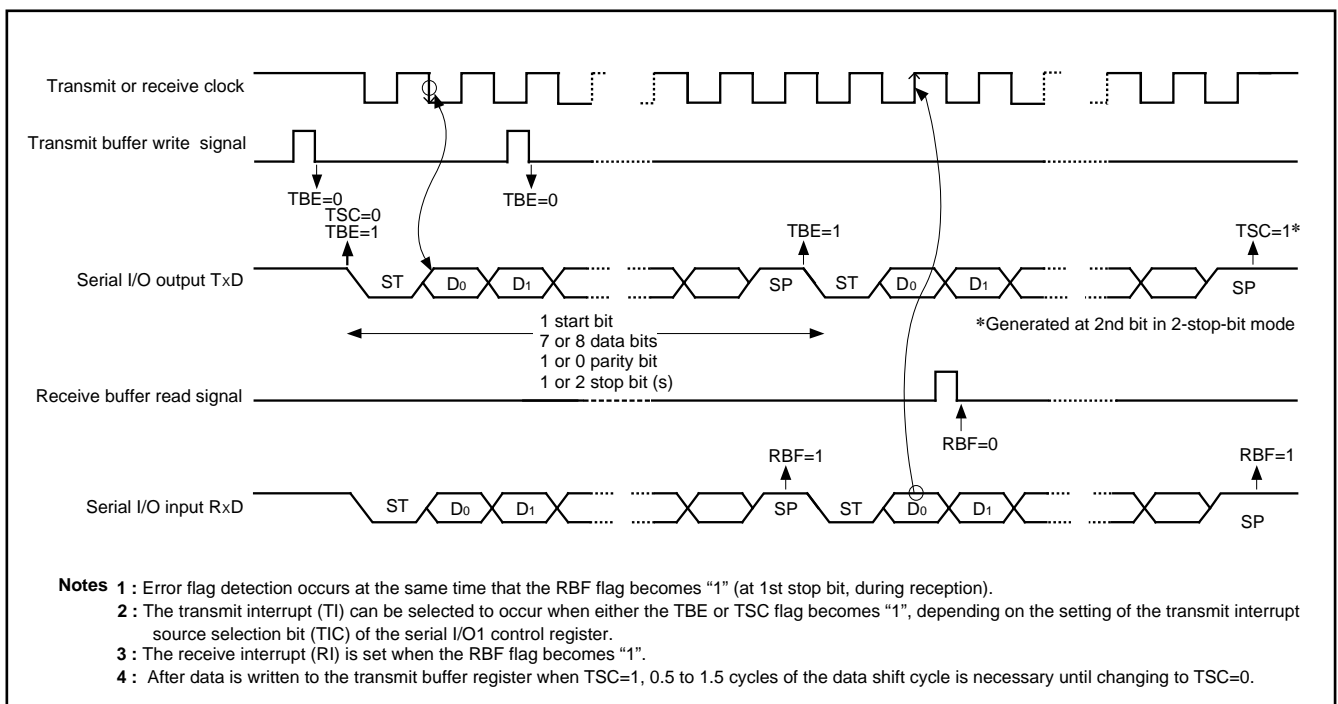 Transmit or receive clock
Transmit buffer write signal
TBE=0
TSC=0
TBE=1
TBE=0
TBE=1
TSC=1*
Serial I/O output TxD
ST
D0
D1
SP
ST
D0
D1
SP
1 start bit
7 or 8 data bits
1 or 0 parity bit
1 or 2 stop bit (s)
*Generated at 2nd bit in 2-stop-bit mode
Receive buffer read signal
RBF=0
RBF=1
RBF=1
Serial I/O input RxD
ST
D0
D1
SP
ST
D0
D1
SP
Notes 1 : Error flag detection occurs at the same time that the RBF flag becomes “1” (at 1st stop bit, during reception).
2 : The transmit interrupt (TI) can be selected to occur when either the TBE or TSC flag becomes “1”, depending on the setting of the transmit interrupt
source selection bit (TIC) of the serial I/O1 control register.
3 : The receive interrupt (RI) is set when the RBF flag becomes “1”.
4 : After data is written to the transmit buffer register when TSC=1, 0.5 to 1.5 cycles of the data shift cycle is necessary until changing to TSC=0.